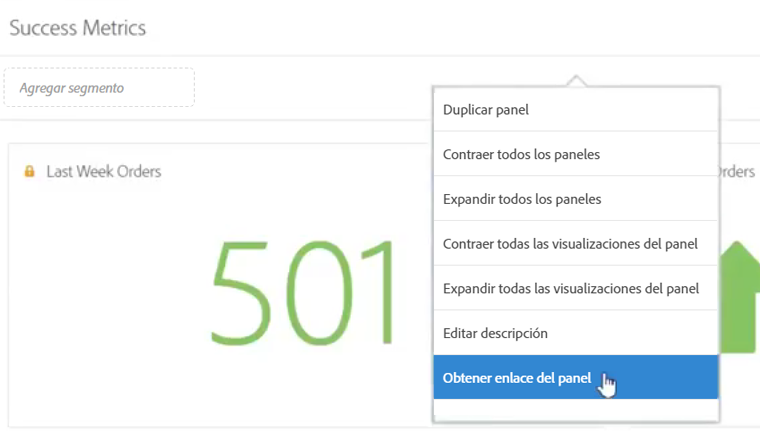 Success Metrics
Agregar segmento
Duplicar panel
Contraer todos los paneles
Last Week Orders
Expandir todos los paneles
Contraer todas las visualizaciones del panel
501
Expandir todas las visualizaciones del panel
Editar descripción
Obtener enlace del panel